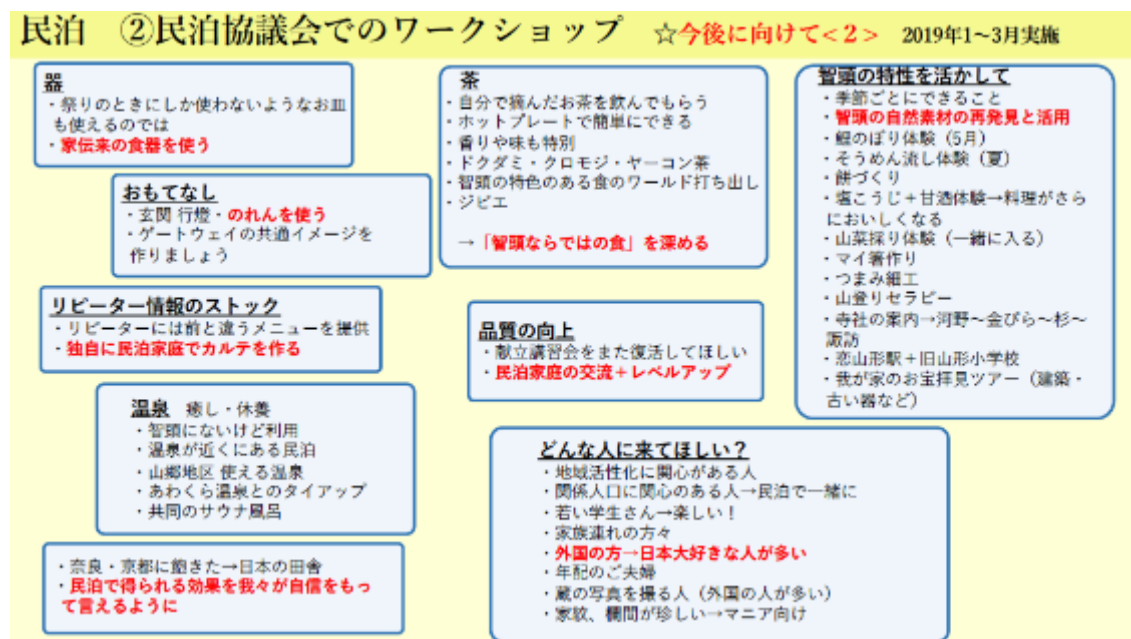 民泊 ②民泊協議会でのワークショップ ☆今後に向けて<2> 2019年1~3月実施
器
・祭りのときにしか使わないようなお皿
も使えるのでは
・家伝来の食器を使う
おもてなし
・玄関 行燈・のれんを使う
・ゲートウェイの共通イメージを
作りましょう
リピーター情報のストック
・リピーターには前と違うメニューを提供
・独自に民泊家庭でカルテを作る
温泉 癒し・休養
・智頭にないけど利用
・温泉が近くにある民泊
・山郷地区 使える温泉
・あわくら温泉とのタイアップ
・共同のサウナ風呂
・奈良・京都に飽きた→日本の田舎
・民泊で得られる効果を我々が自信をもっ
て言えるように
茶
・自分で摘んだお茶を飲んでもらう
・ホットプレートで簡単にできる
・香りや味も特別
・ドクダミ・クロモジ・ヤーコン茶
・智頭の特色のある食のワールド打ち出し
・ジビエ
→「智頭ならではの食」を深める
品質の向上
・献立講習会をまた復活してほしい
・民泊家庭の交流+レベルアップ
どんな人に来てほしい?
・地域活性化に関心がある人
・関係人口に関心のある人→民泊で一緒に
・若い学生さん→楽しい!
・家族連れの方々
・外国の方→日本大好きな人が多い
・年配のご夫婦
・蔵の写真を撮る人(外国の人が多い)
・家紋、欄間が珍しい→マニア向け
智頭の特性を活かして
・季節ごとにできること
・智頭の自然素材の再発見と活用
・鯉のぼり体験(5月)
・そうめん流し体験(夏)
・餅づくり
・塩こうじ+甘酒体験→料理がさら
においしくなる
・山菜採り体験(一緒に入る)
・マイ箸作り
・つまみ細工
・山登りセラピー
・寺社の案内→河野~金びら~杉~
諏訪
・恋山形駅+旧山形小学校
・我が家のお宝拝見ツアー(建築・
古い器など)